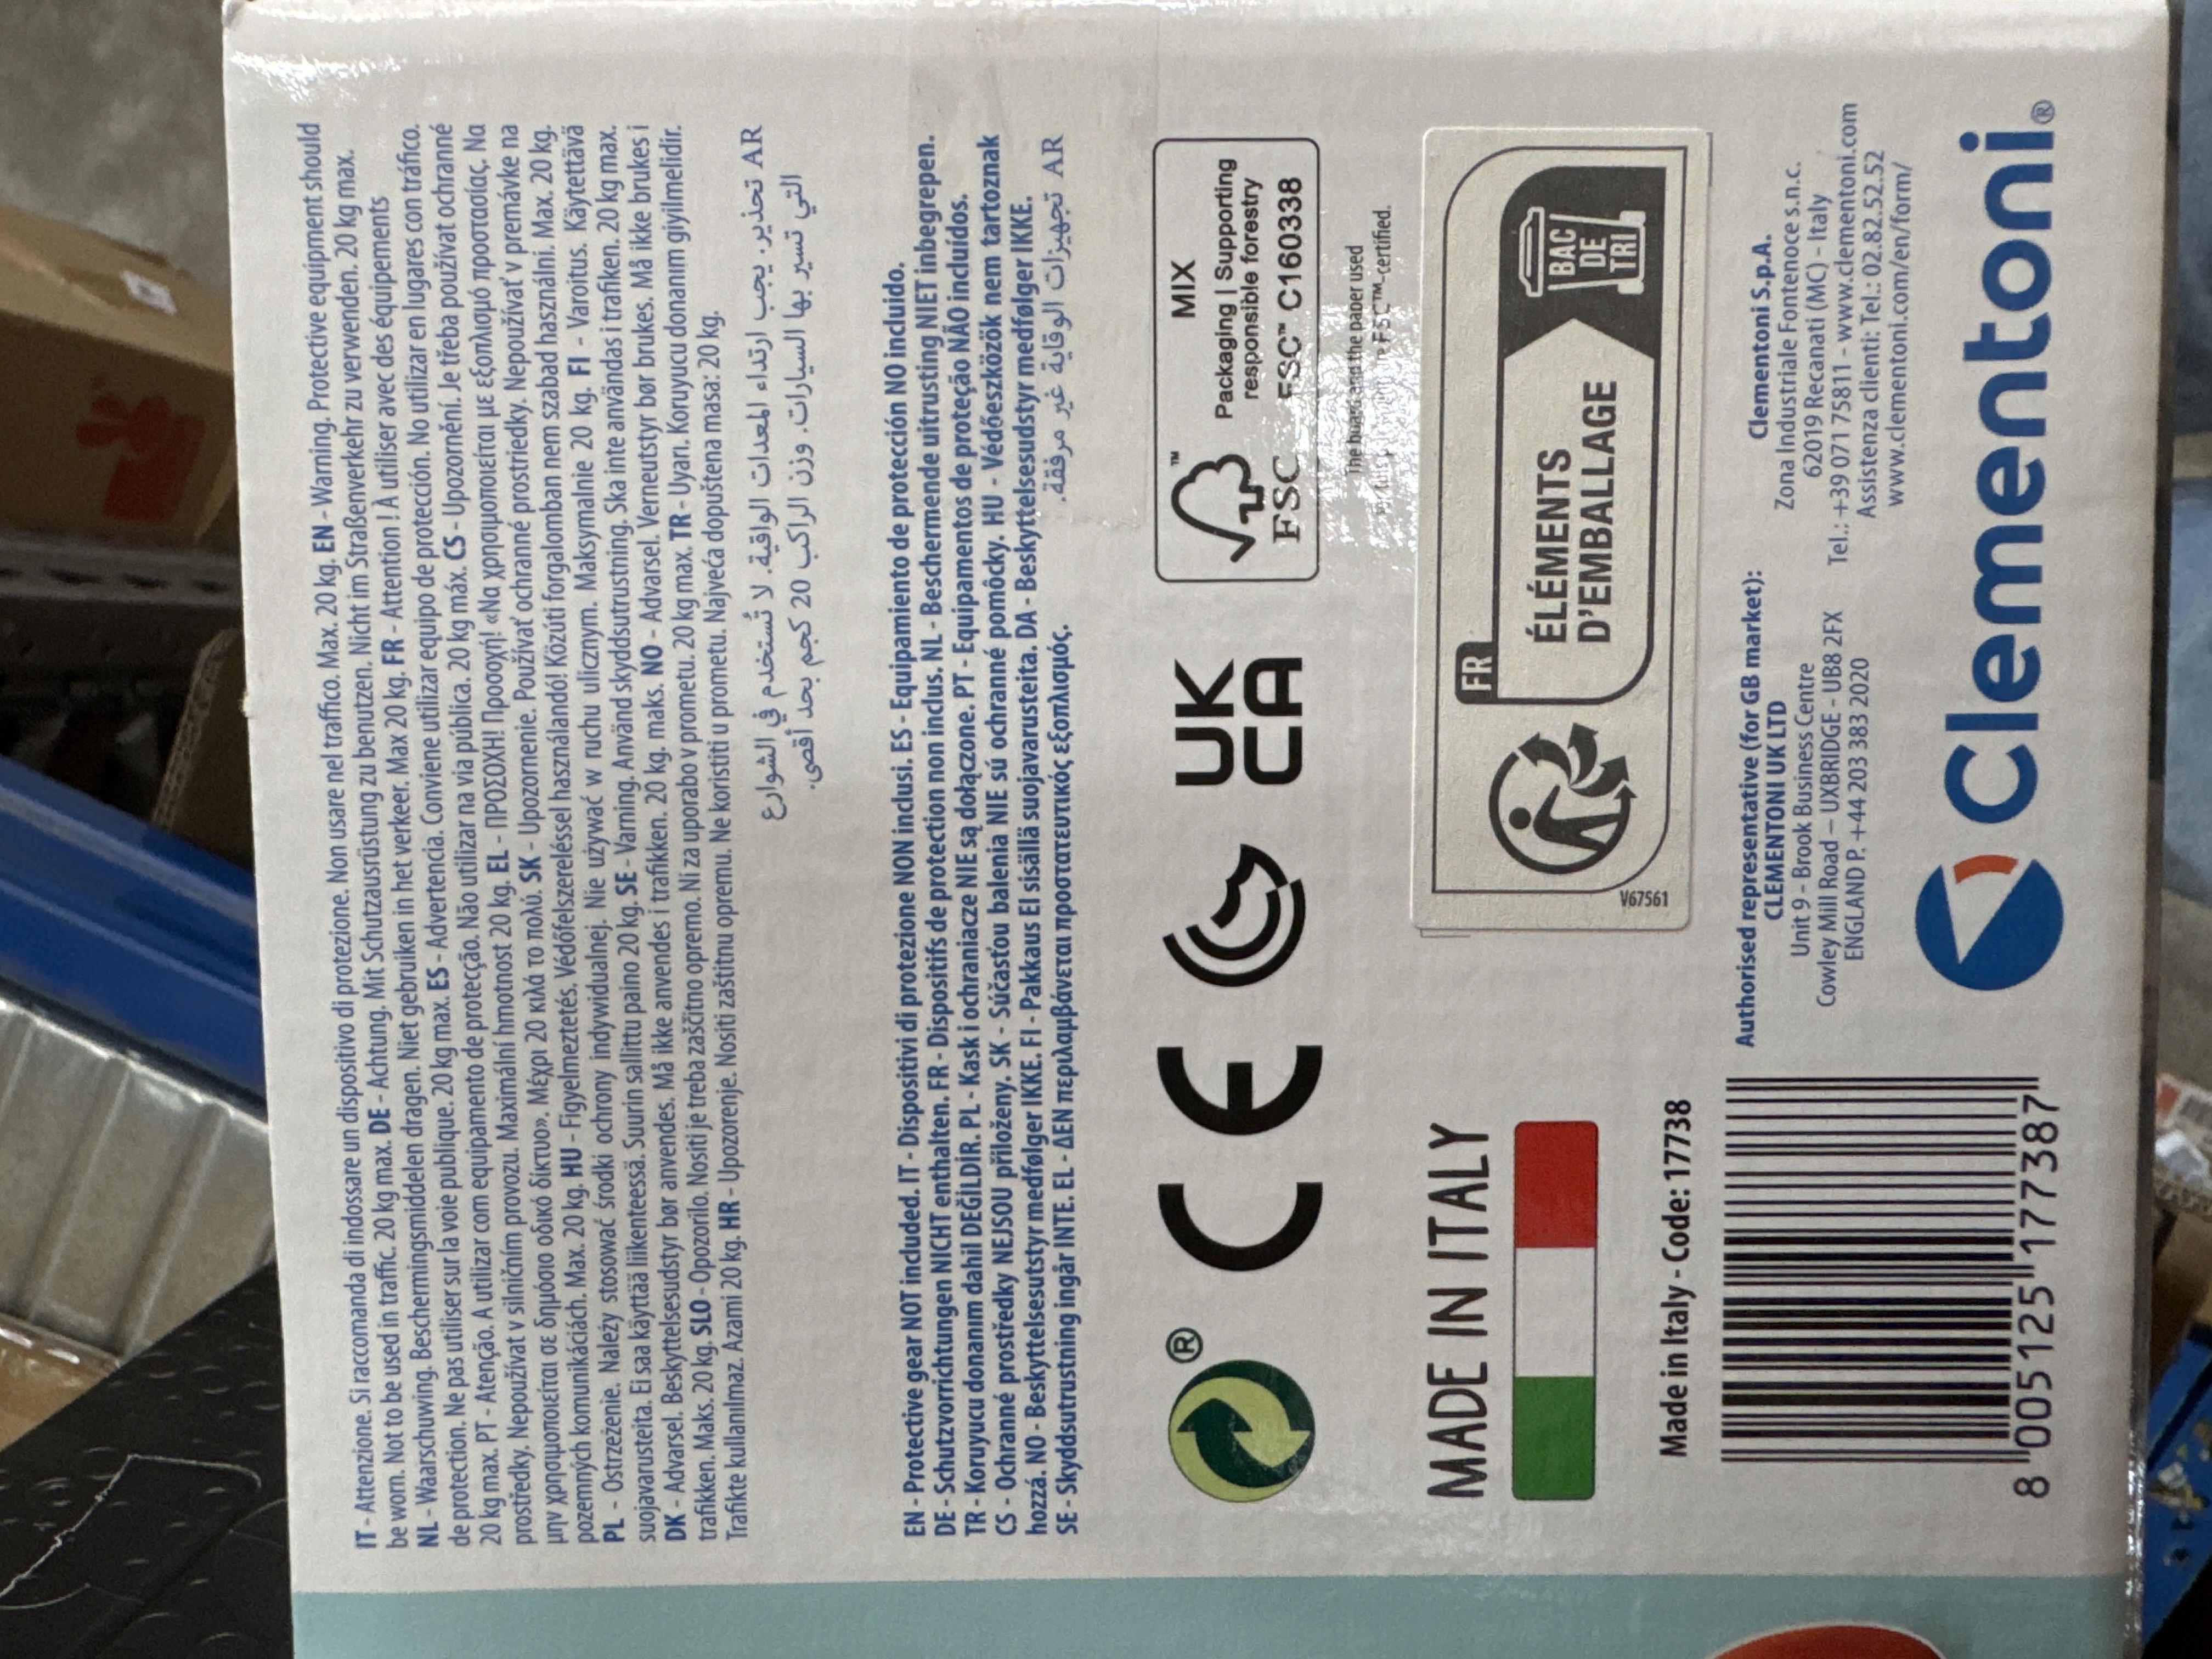 IT - Attenzione. Si raccomanda di indossare un dispositivo di protezione. Non usare nel traffico. Max. 20 kg. EN - Warning. Protective equipment should
be worn. Not to be used in traffic. 20 kg max. DE - Achtung. Mit Schutzausrüstung zu benutzen. Nicht im Straßenverkehr zu verwenden. 20 kg max.
NL - Waarschuwing. Beschermingsmiddelen dragen. Niet gebruiken in het verkeer. Max 20 kg. FR - Attention ! À utiliser avec des équipements
de protection. Ne pas utiliser sur la voie publique. 20 kg max. ES - Advertencia. Conviene utilizar equipo de protección. No utilizar en lugares con tráfico.
20 kg max. PT - Atenção. A utilizar com equipamento de protecção. Não utilizar na via pública. 20 kg máx. CS - Upozornění. Je třeba používat ochranné
prostředky. Nepoužívat v silničním provozu. Maximální hmotnost 20 kg. EL - ΠΡΟΣΟΧΗ! Προσοχή! «Να χρησιμοποιείται με εξοπλισμό προστασίας. Να
μην χρησιμοποιείται σε δημόσιο οδικό δίκτυο». Μέχρι 20 κιλά το πολύ. SK - Upozornenie. Používať ochranné prostriedky. Nepoužívať v premávke na
pozemných komunikáciách. Max. 20 kg. HU - Figyelmeztetés. Védőfelszereléssel használandó! Közúti forgalomban nem szabad használni. Max. 20 kg.
PL - Ostrzeżenie. Należy stosować środki ochrony indywidualnej. Nie używać w ruchu ulicznym. Maksymalnie 20 kg. FI - Varoitus. Käytettävä
suojavarusteita. Ei saa käyttää liikenteessä. Suurin sallittu paino 20 kg. SE - Varning. Använd skyddsutrustning. Ska inte användas i trafiken. 20 kg max.
DK - Advarsel. Beskyttelsesudstyr bør anvendes. Må ikke anvendes i trafikken. 20 kg. maks. NO - Advarsel. Verneutstyr bør brukes. Må ikke brukes i
trafikken. Maks. 20 kg. SLO - Opozorilo. Nositi je treba zaščitno opremo. Ni za uporabo v prometu. 20 kg max. TR - Uyarı. Koruyucu donanım giyilmelidir.
Trafikte kullanılmaz. Azami 20 kg. HR - Upozorenje. Nositi zaštitnu opremu. Ne koristiti u prometu. Najveća dopuštena masa: 20 kg.
AR تحذير. يجب ارتداء المعدات الواقية. لا تُستخدم في الشوارع
التي تسير بها السيارات. وزن الراكب 20 كجم بحد أقصى.
EN - Protective gear NOT included. IT - Dispositivi di protezione NON inclusi. ES - Equipamiento de protección NO incluido.
DE - Schutzvorrichtungen NICHT enthalten. FR - Dispositifs de protection non inclus. NL - Beschermende uitrusting NIET inbegrepen.
TR - Koruyucu donanım dahil DEĞİLDİR. PL - Kask i ochraniacze NIE są dołączone. PT - Equipamentos de proteção NÃO incluídos.
CS - Ochranné prostředky NEJSOU přiloženy. SK - Súčasťou balenia NIE sú ochranné pomôcky. HU - Védőeszközök nem tartoznak
hozzá. NO - Beskyttelsesutstyr medfølger IKKE. FI - Pakkaus EI sisällä suojavarusteita. DA - Beskyttelsesudstyr medfølger IKKE.
SE - Skyddsutrustning ingår INTE. EL - ΔΕΝ περιλαμβάνεται προστατευτικός εξοπλισμός.
AR تجهيزات الوقاية غير مرفقة.
®
CE
UK
CA
FSC
™
MIX
Packaging | Supporting
responsible forestry
FSC™ C160338
The board and the paper used
FSC™-certified.
MADE IN ITALY
FR
ÉLÉMENTS
D'EMBALLAGE
BAC
DE
TRI
V67561
Made in Italy - Code: 17738
8 005125 177387
Authorised representative (for GB market):
CLEMENTONI UK LTD
Unit 9 - Brook Business Centre
Cowley Mill Road – UXBRIDGE - UB8 2FX
ENGLAND P. +44 203 383 2020
Clementoni S.p.A.
Zona Industriale Fontenoce s.n.c.
62019 Recanati (MC) - Italy
Tel.: +39 071 75811 - www.clementoni.com
Assistenza clienti: Tel.: 02.82.52.52
www.clementoni.com/en/form/
Clementoni®